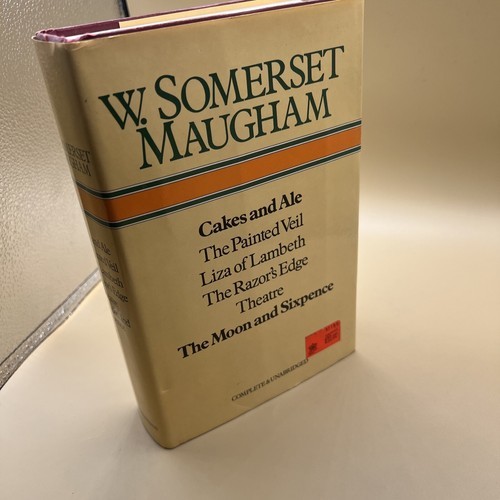 W. SOMERSET
MAUGHAM
Cakes and Ale
The Painted Veil
Liza of Lambeth
The Razor's Edge
Theatre
The Moon and Sixpence
COMPLETE & UNABRIDGED